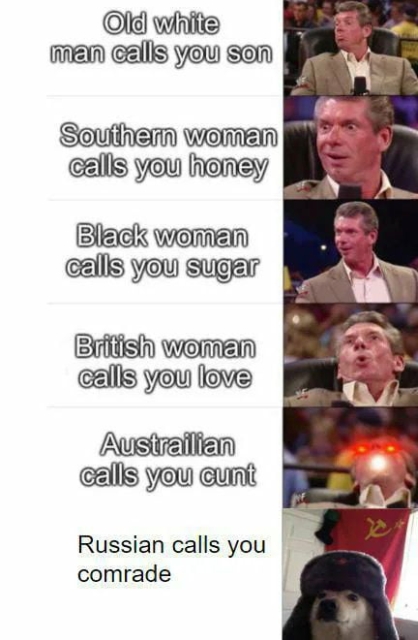 Old white
man calls you son
Southern woman
calls you honey
Black woman
calls you sugar
British woman
calls you love
Austrailian
calls you cunt
Russian calls you
comrade